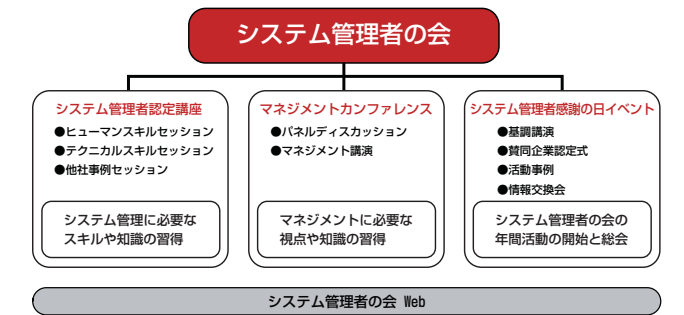 システム管理者の会
システム管理者認定講座
●ヒューマンスキルセッション
●テクニカルスキルセッション
●他社事例セッション
システム管理に必要な
スキルや知識の習得
マネジメントカンファレンス
●パネルディスカッション
●マネジメント講演
マネジメントに必要な
視点や知識の習得
システム管理者感謝の日イベント
●基調講演
●賛同企業認定式
●活動事例
●情報交換会
システム管理者の会の
年間活動の開始と総会
システム管理者の会 Web